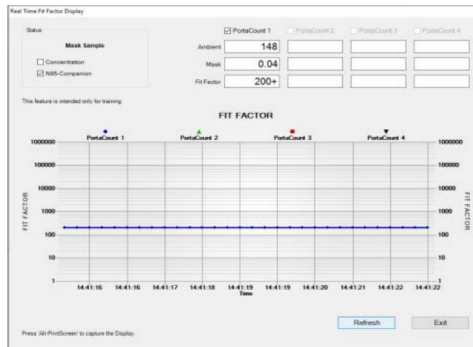 Real Time Fit Factor Display
Status
Mask Sample
Concentration
N95-Companion
PortaCount 1 PortaCount 2 PortaCount 3 PortaCount 4
Ambient 148
Mask 0.04
Fit Factor 200+
This feature is intended only for training.
FIT FACTOR
PortaCount 1 PortaCount 2 PortaCount 3 PortaCount 4
1000000 1000000
100000 100000
10000 10000
1000 1000
100 100
10 10
1 1
FIT FACTOR
FIT FACTOR
14:41:16 14:41:16 14:41:17 14:41:18 14:41:19 14:41:19 14:41:20 14:41:21 14:41:22 14:41:22
Time
Refresh Exit
Press 'Alt-PrintScreen' to capture the Display.